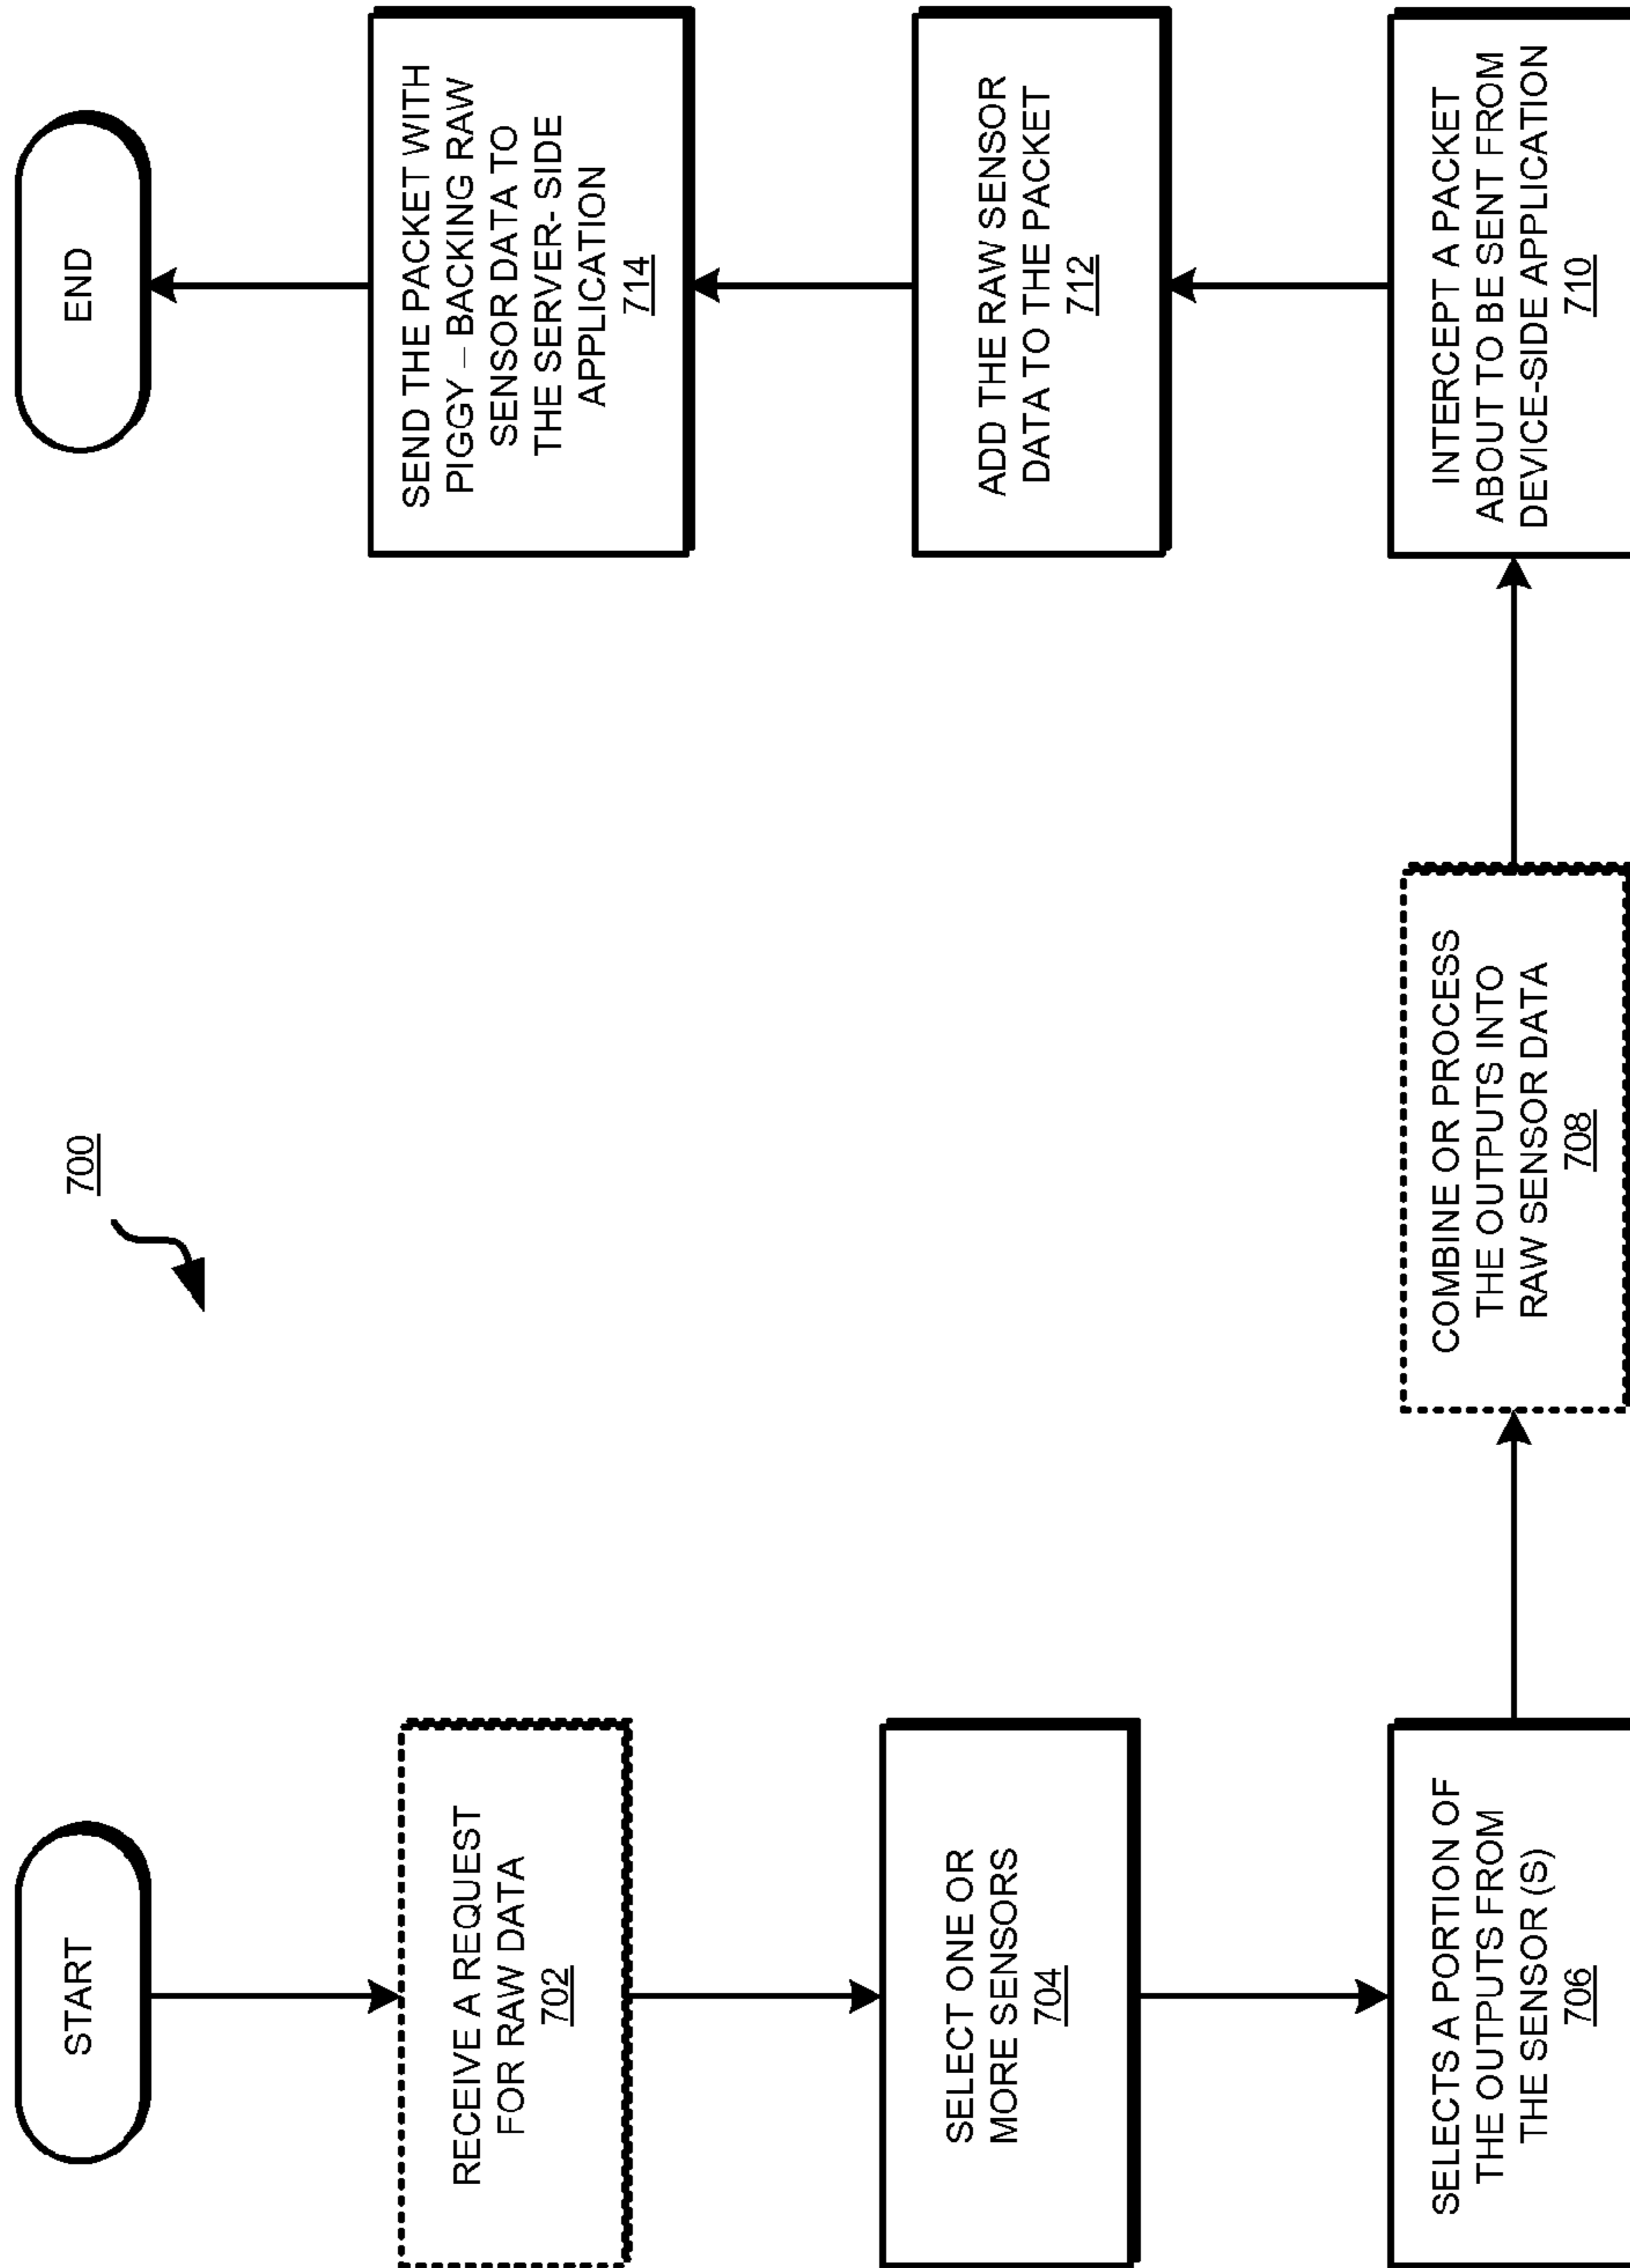 700
START
RECEIVE A REQUEST
FOR RAW DATA
702
SELECT ONE OR
MORE SENSORS
704
SELECTS A PORTION OF
THE OUTPUTS FROM
THE SENSOR (S)
706
COMBINE OR PROCESS
THE OUTPUTS INTO
RAW SENSOR DATA
708
INTERCEPT A PACKET
ABOUT TO BE SENT FROM
DEVICE-SIDE APPLICATION
710
ADD THE RAW SENSOR
DATA TO THE PACKET
712
SEND THE PACKET WITH
PIGGY – BACKING RAW
SENSOR DATA TO
THE SERVER- SIDE
APPLICATION
714
END